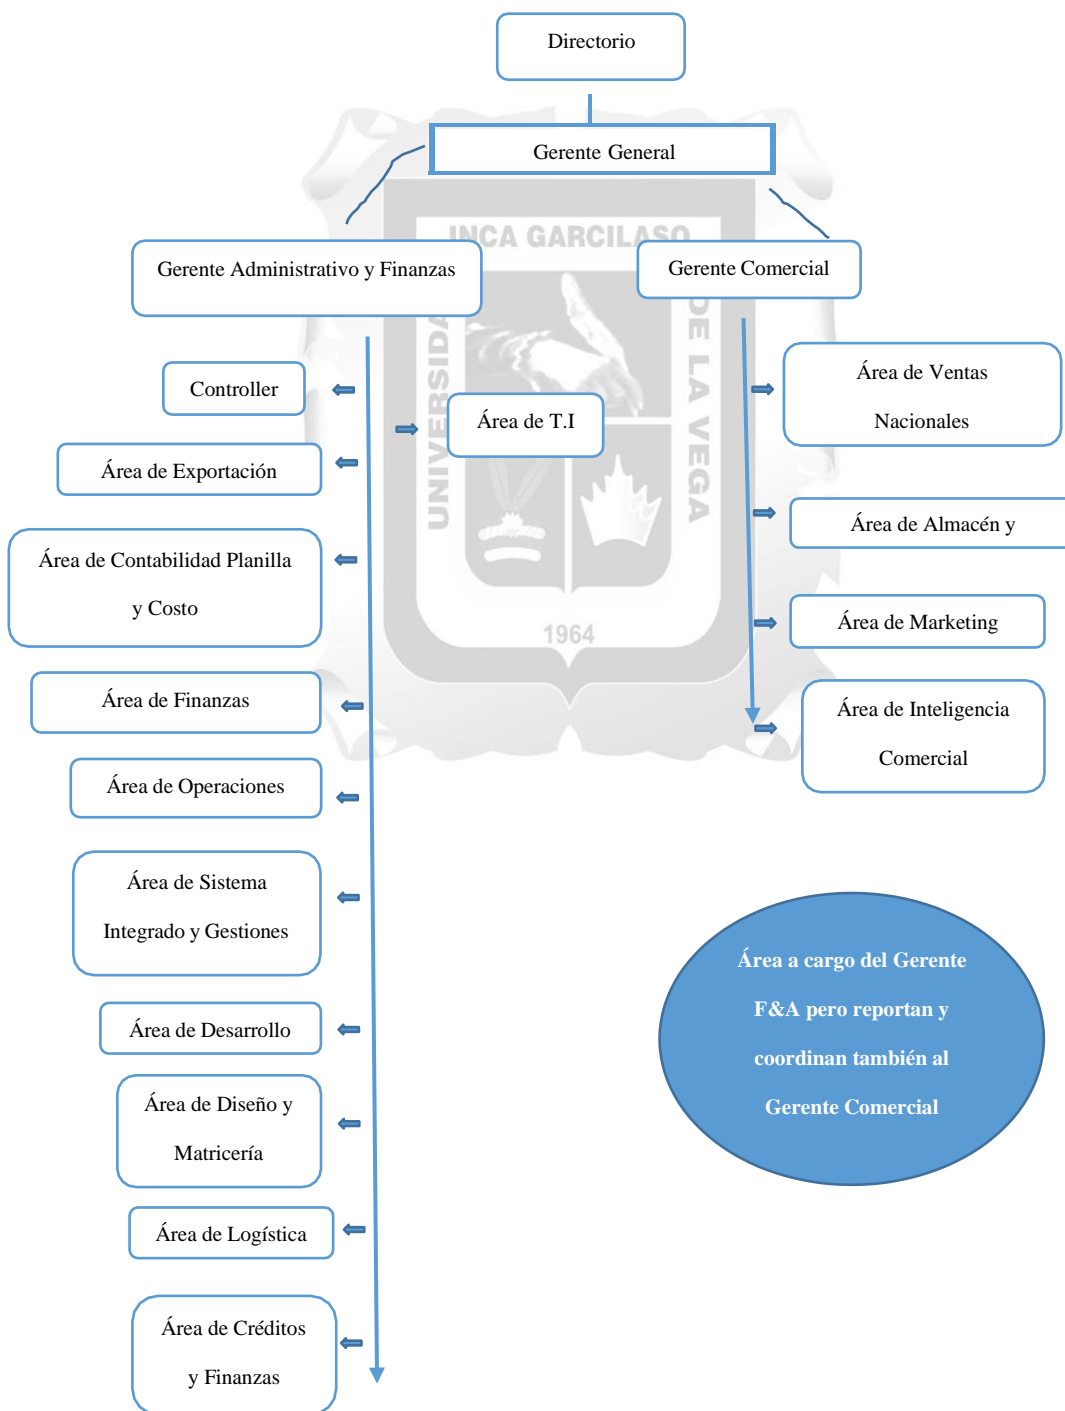 Directorio
Gerente General
INCA GARCILASO
UNIVERSIDA
DE LA VEGA
1964
Gerente Administrativo y Finanzas
Gerente Comercial
Controller
Área de T.I
Área de Exportación
Área de Contabilidad Planilla
y Costo
Área de Finanzas
Área de Operaciones
Área de Sistema
Integrado y Gestiones
Área de Desarrollo
Área de Diseño y
Matricería
Área de Logística
Área de Créditos
y Finanzas
Área de Ventas
Nacionales
Área de Almacén y
Área de Marketing
Área de Inteligencia
Comercial
Área a cargo del Gerente
F&A pero reportan y
coordinan también al
Gerente Comercial